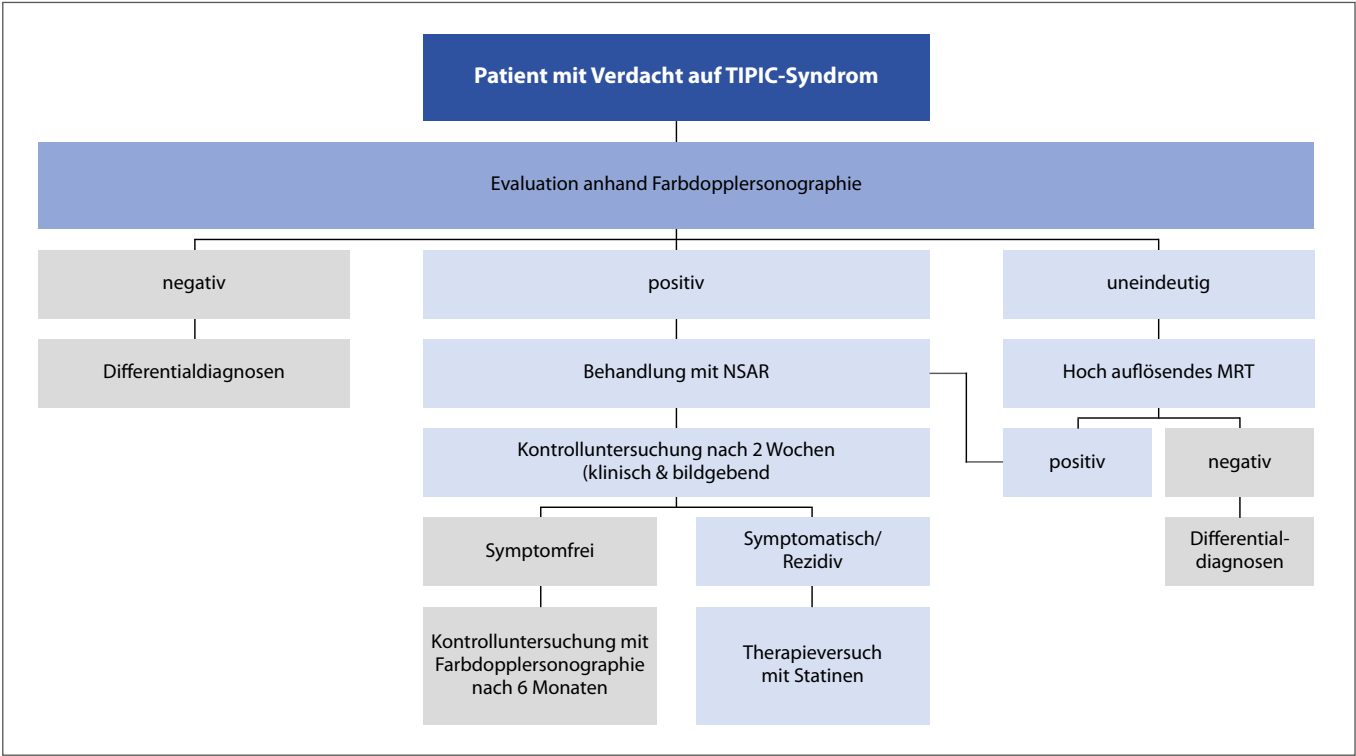 Patient mit Verdacht auf TIPIC-Syndrom
Evaluation anhand Farbdopplersonographie
negativ
positiv
uneindeutig
Differentialdiagnosen
Behandlung mit NSAR
Hoch auflösendes MRT
Kontrolluntersuchung nach 2 Wochen
(klinisch & bildgebend
positiv
negativ
Symptomfrei
Symptomatisch/
Rezidiv
Differential-
diagnosen
Kontrolluntersuchung mit
Farbdopplersonographie
nach 6 Monaten
Therapieversuch
mit Statinen